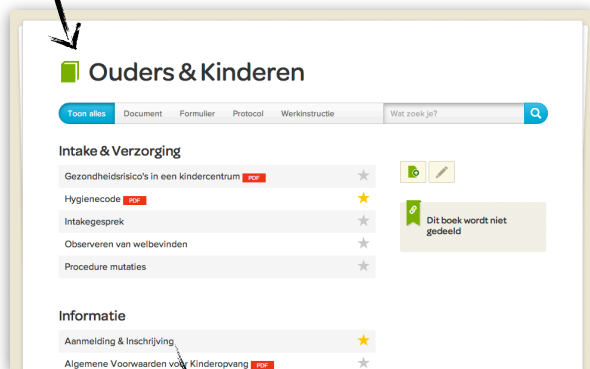 Ouders & Kinderen
Toon alles Document Formulier Protocol Werkinstructie Wat zoek je?
Intake & Verzorging
Gezondheidsrisico's in een kindercentrum PDF
Hygienecode PDF
Intakegesprek
Observeren van welbevinden
Procedure mutaties
Dit boek wordt niet
gedeeld
Informatie
Aanmelding & Inschrijving
Algemene Voorwaarden voor Kinderopvang PDF